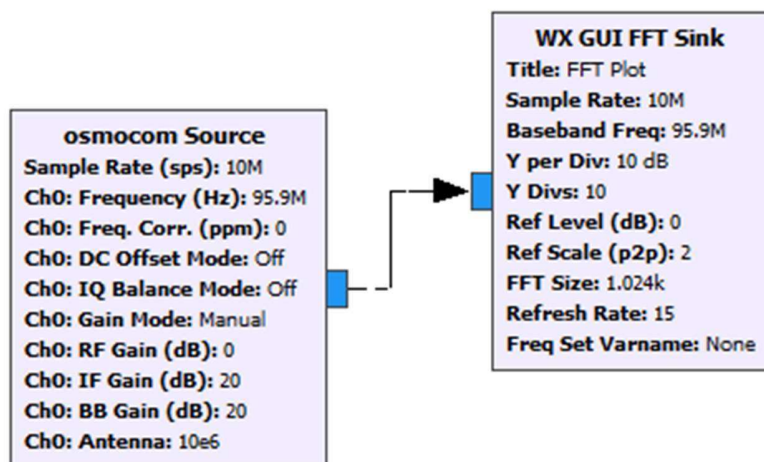 osmocom Source
Sample Rate (sps): 10M
Ch0: Frequency (Hz): 95.9M
Ch0: Freq. Corr. (ppm): 0
Ch0: DC Offset Mode: Off
Ch0: IQ Balance Mode: Off
Ch0: Gain Mode: Manual
Ch0: RF Gain (dB): 0
Ch0: IF Gain (dB): 20
Ch0: BB Gain (dB): 20
Ch0: Antenna: 10e6
WX GUI FFT Sink
Title: FFT Plot
Sample Rate: 10M
Baseband Freq: 95.9M
Y per Div: 10 dB
Y Divs: 10
Ref Level (dB): 0
Ref Scale (p2p): 2
FFT Size: 1.024k
Refresh Rate: 15
Freq Set Varname: None